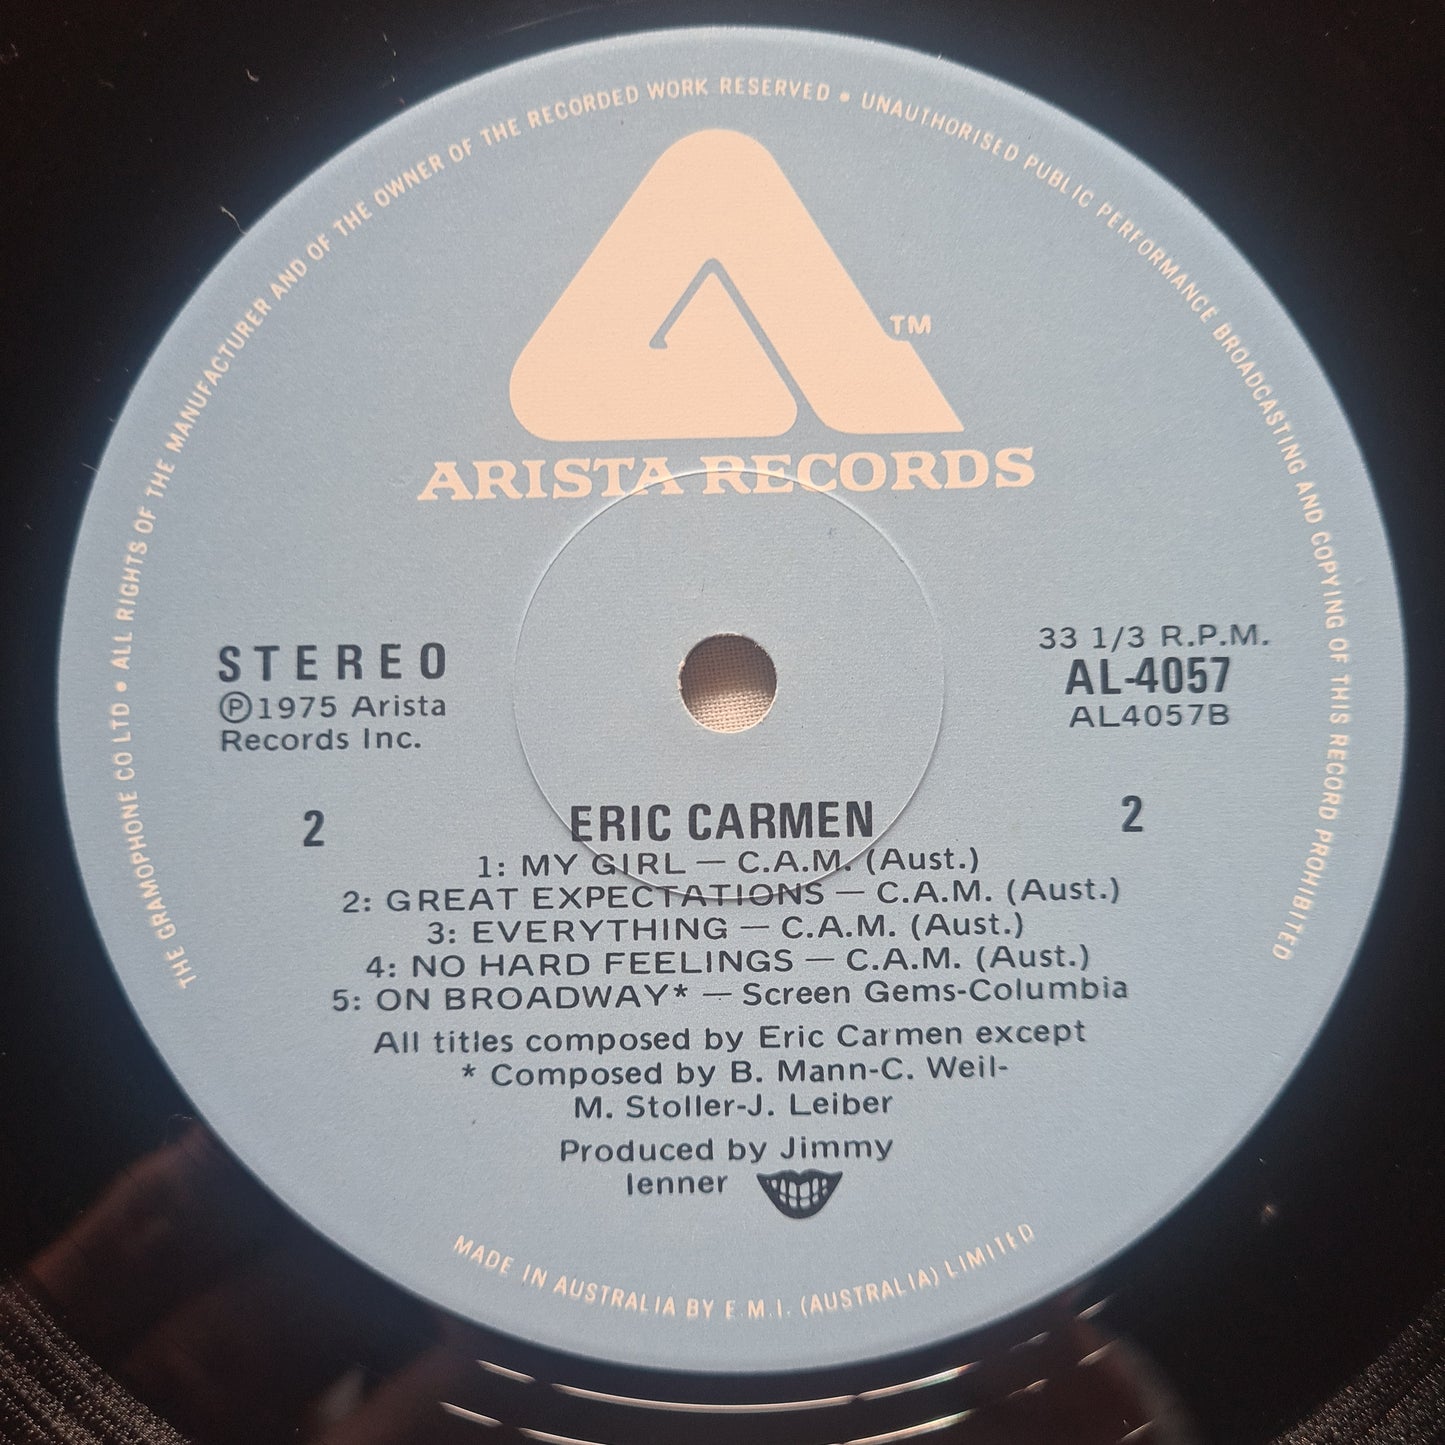 THE GRAMOPHONE CO LTD • ALL RIGHTS OF THE MANUFACTURER AND OF THE OWNER OF THE RECORDED WORK RESERVED • UNAUTHORISED PUBLIC PERFORMANCE BROADCASTING AND COPYING OF THIS RECORD PROHIBITED
TM
ARISTA RECORDS
STEREO
℗1975 Arista
Records Inc.
33 1/3 R.P.M.
AL-4057
AL4057B
2
2
ERIC CARMEN
1: MY GIRL — C.A.M. (Aust.)
2: GREAT EXPECTATIONS — C.A.M. (Aust.)
3: EVERYTHING — C.A.M. (Aust.)
4: NO HARD FEELINGS — C.A.M. (Aust.)
5: ON BROADWAY* — Screen Gems-Columbia
All titles composed by Eric Carmen except
* Composed by B. Mann-C. Weil-
M. Stoller-J. Leiber
Produced by Jimmy
Ienner
MADE IN AUSTRALIA BY E.M.I. (AUSTRALIA) LIMITED